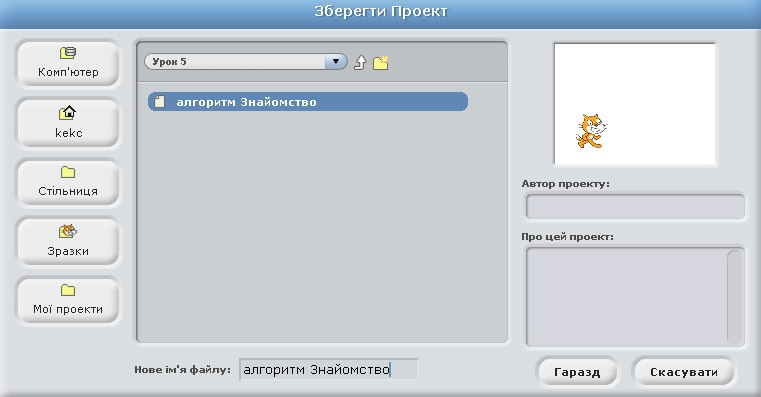 Зберегти Проект
Комп'ютер
kekc
Стільниця
Зразки
Мої проекти
Урок 5
алгоритм Знайомство
Нове ім'я файлу:
алгоритм Знайомство
Автор проекту:
Про цей проект:
Гаразд
Скасувати